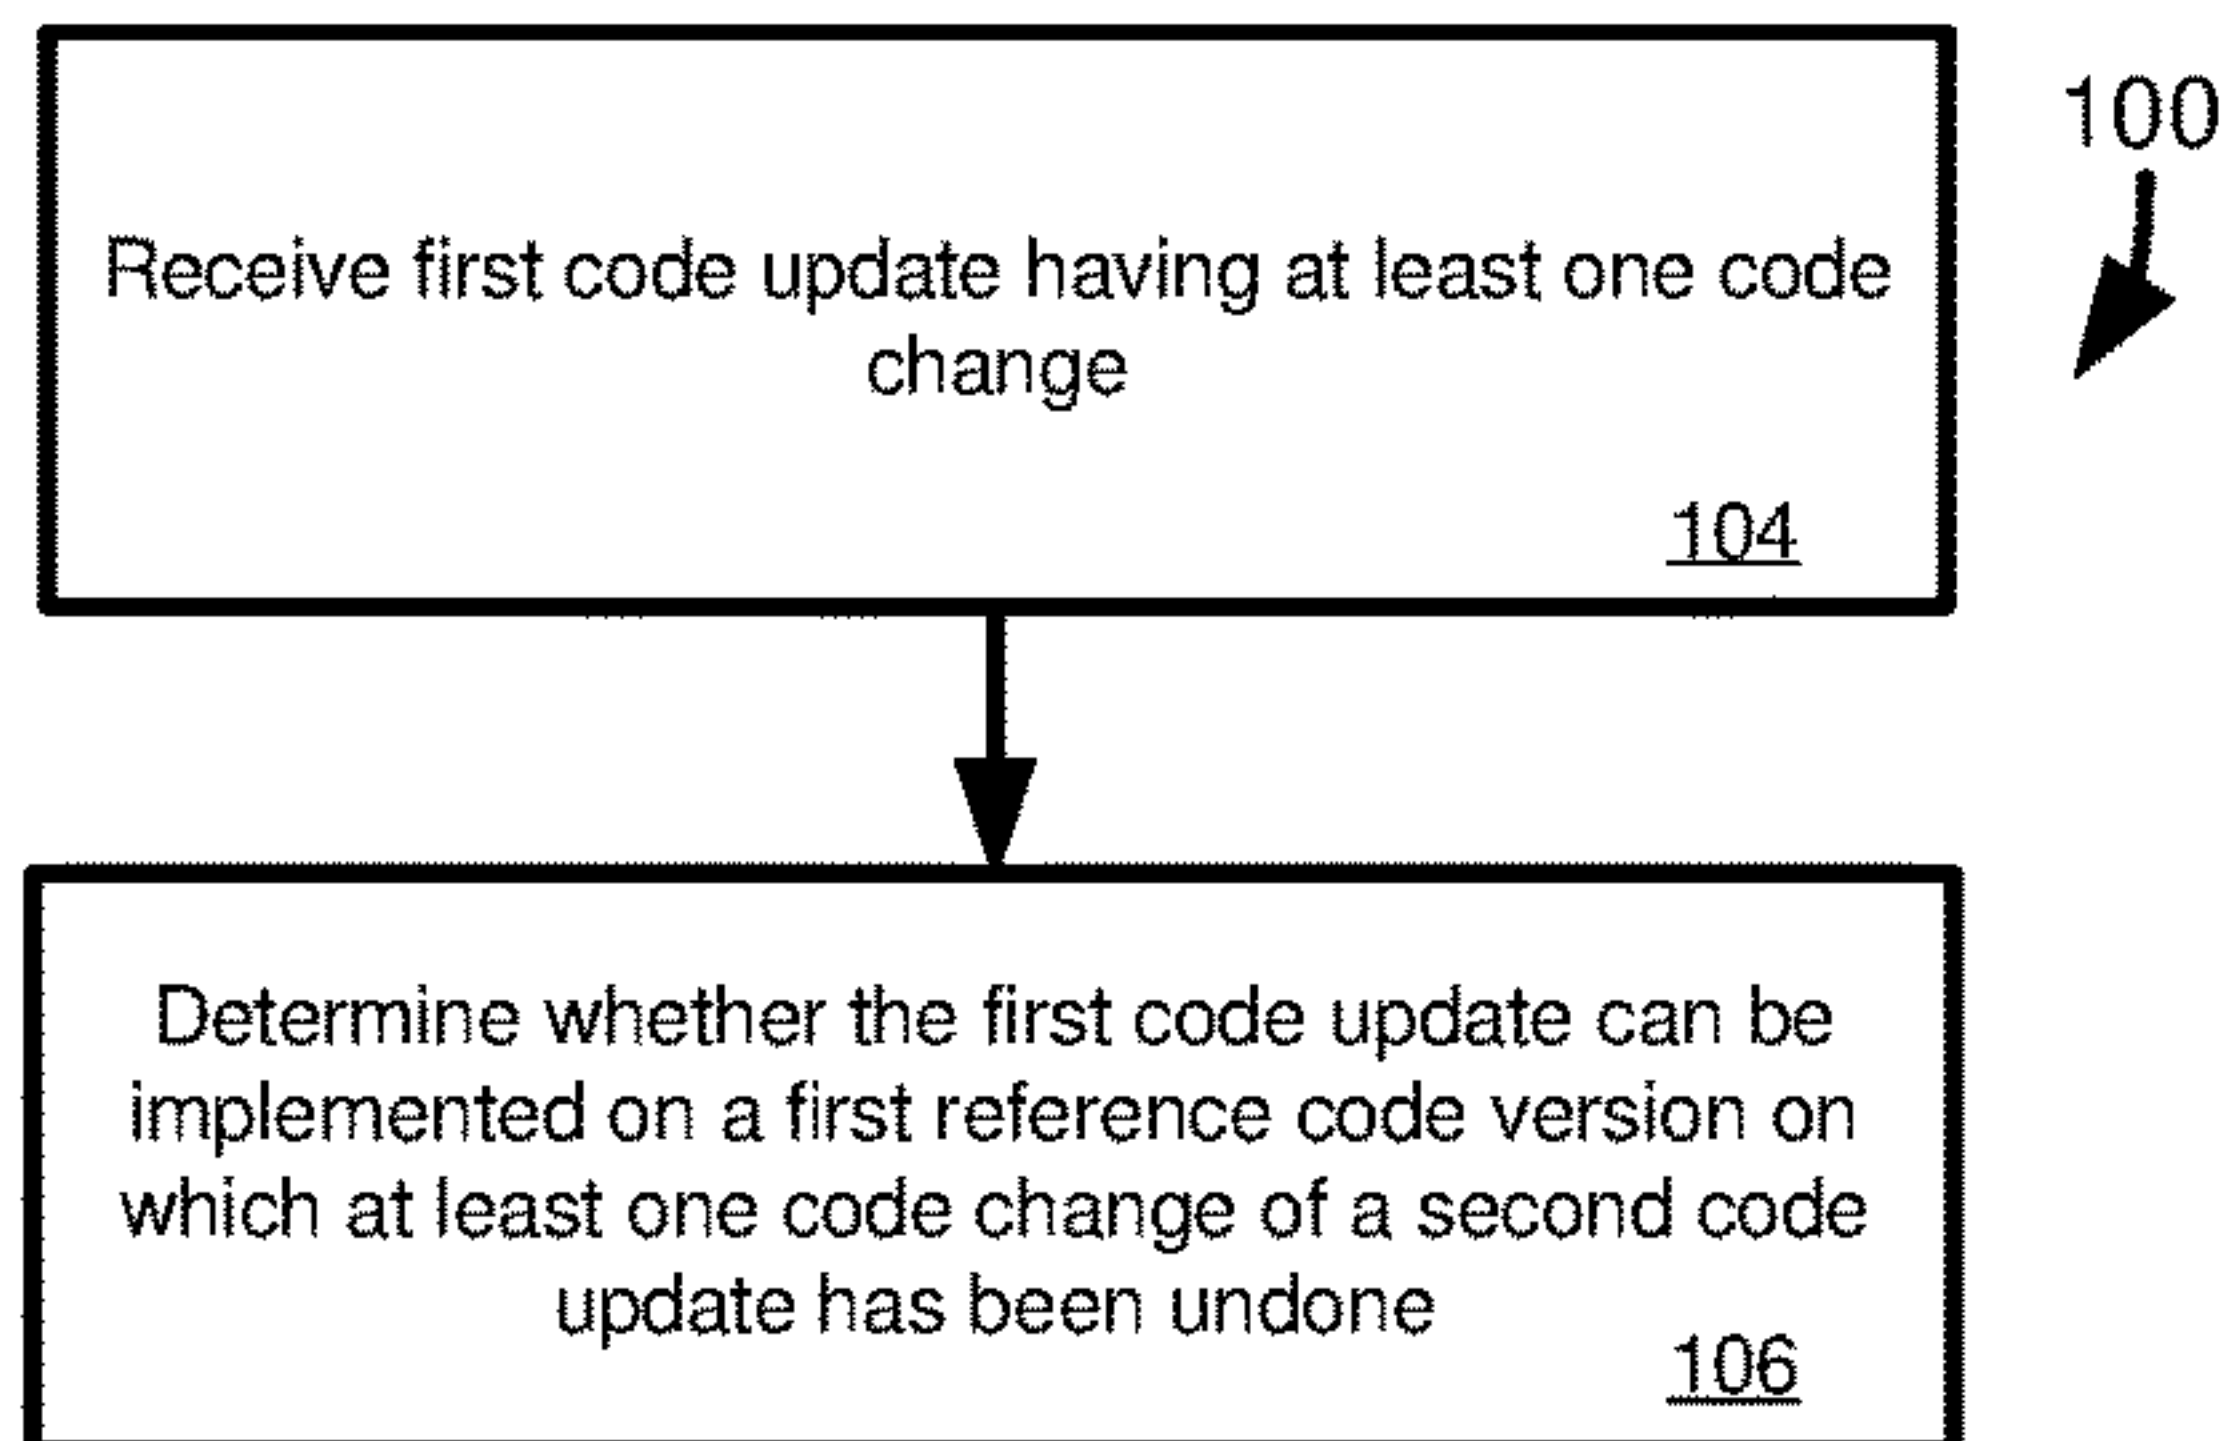 100
Receive first code update having at least one code
change
104
Determine whether the first code update can be
implemented on a first reference code version on
which at least one code change of a second code
update has been undone
106